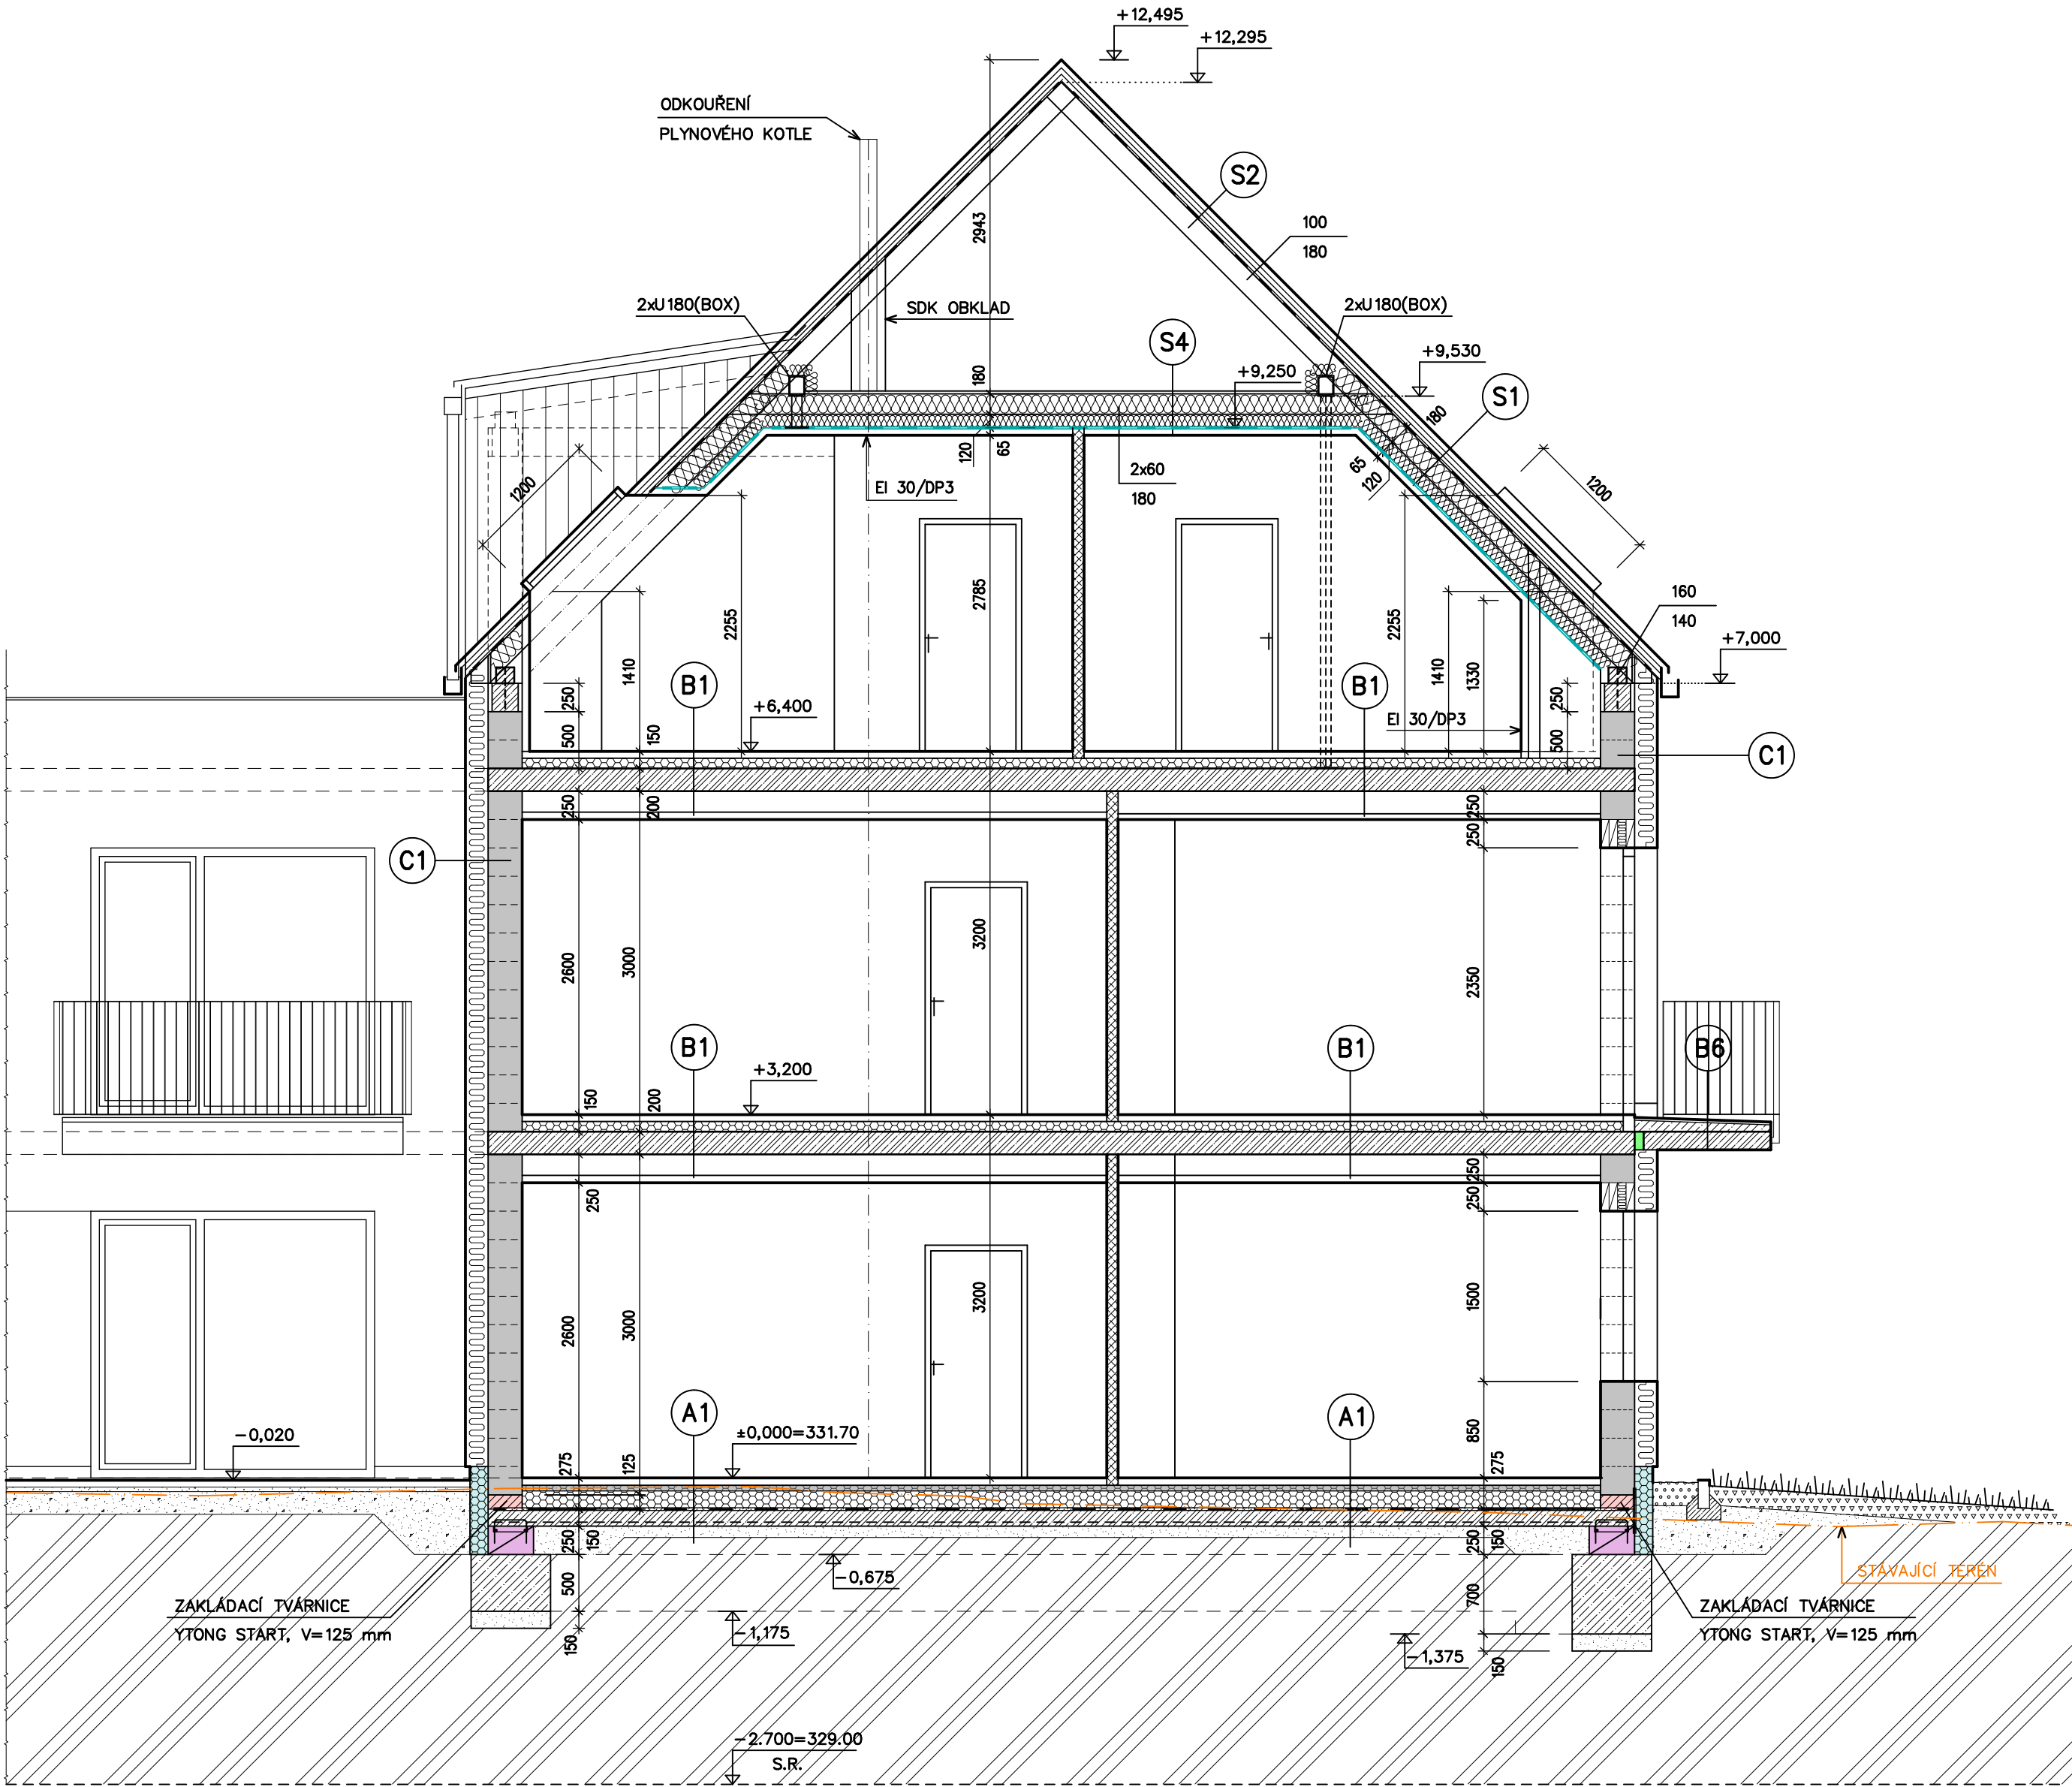 +12,495
+12,295
ODKOUŘENÍ
PLYNOVÉHO KOTLE
S2
2943
100
180
2xU180(BOX)
SDK OBKLAD
2xU180(BOX)
S4
+9,530
180
+9,250
S1
180
120
65
65
120
2x60
180
EI 30/DP3
1200
1200
2785
2255
2255
1410
1410
1330
160
140
+7,000
B1
B1
250
500
150
+6,400
EI 30/DP3
250
500
C1
250
200
250
250
C1
2600
3000
3200
2350
B1
B1
B6
+3,200
150
200
250
250
250
2600
3000
3200
1500
A1
A1
-0,020
±0,000=331.70
850
275
125
275
250
150
250
150
-0,675
500
700
STÁVAJÍCÍ TERÉN
ZAKLÁDACÍ TVÁRNICE
YTONG START, V=125 mm
-1,175
150
-1,375
150
ZAKLÁDACÍ TVÁRNICE
YTONG START, V=125 mm
-2.700=329.00
S.R.